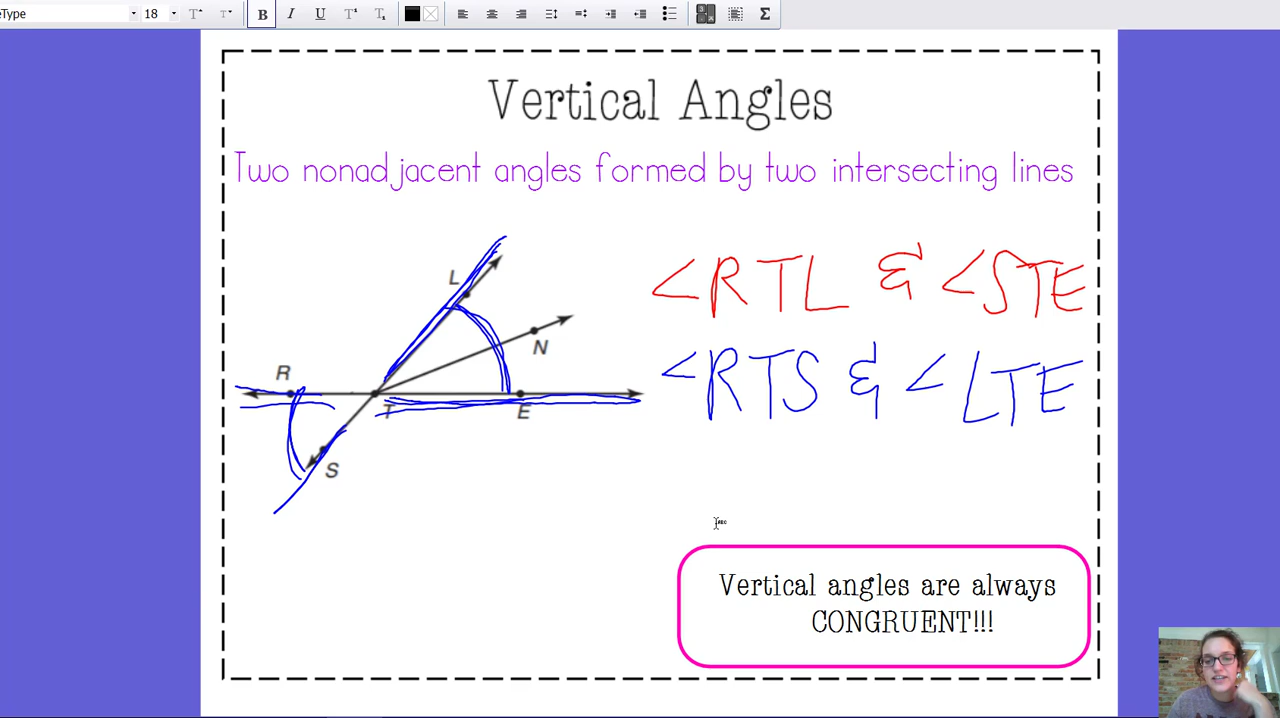 18
B I U T T
Σ
Vertical Angles
Two nonadjacent angles formed by two intersecting lines
<RTL & <STE
<RTS & <LTE
L
N
R
T
E
S
Vertical angles are always
CONGRUENT!!!